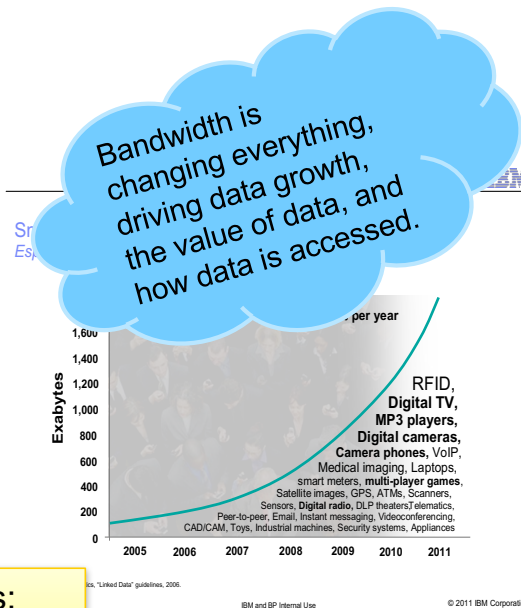 Bandwidth is
changing everything,
driving data growth,
the value of data, and
how data is accessed.
per year
Exabytes
1,600
1,400
1,200
1,000
800
600
400
200
0
RFID,
Digital TV,
MP3 players,
Digital cameras,
Camera phones, VoIP,
Medical imaging, Laptops,
smart meters, multi-player games,
Satellite images, GPS, ATMs, Scanners,
Sensors, Digital radio, DLP theaters,Telematics,
Peer-to-peer, Email, Instant messaging, Videoconferencing,
CAD/CAM, Toys, Industrial machines, Security systems, Appliances
2005 2006 2007 2008 2009 2010 2011
"Linked Data" guidelines, 2006.
IBM and BP Internal Use
© 2011 IBM Corporati